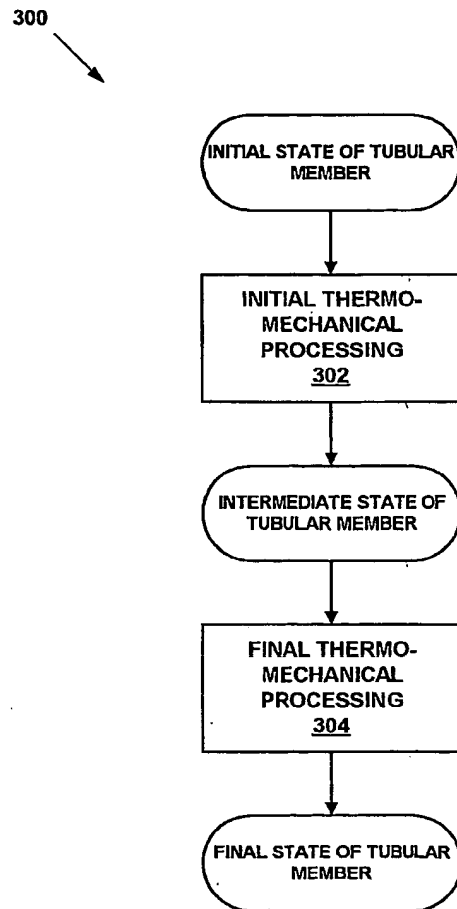 300
INITIAL STATE OF TUBULAR
MEMBER
INITIAL THERMO-
MECHANICAL
PROCESSING
302
INTERMEDIATE STATE OF
TUBULAR MEMBER
FINAL THERMO-
MECHANICAL
PROCESSING
304
FINAL STATE OF TUBULAR
MEMBER